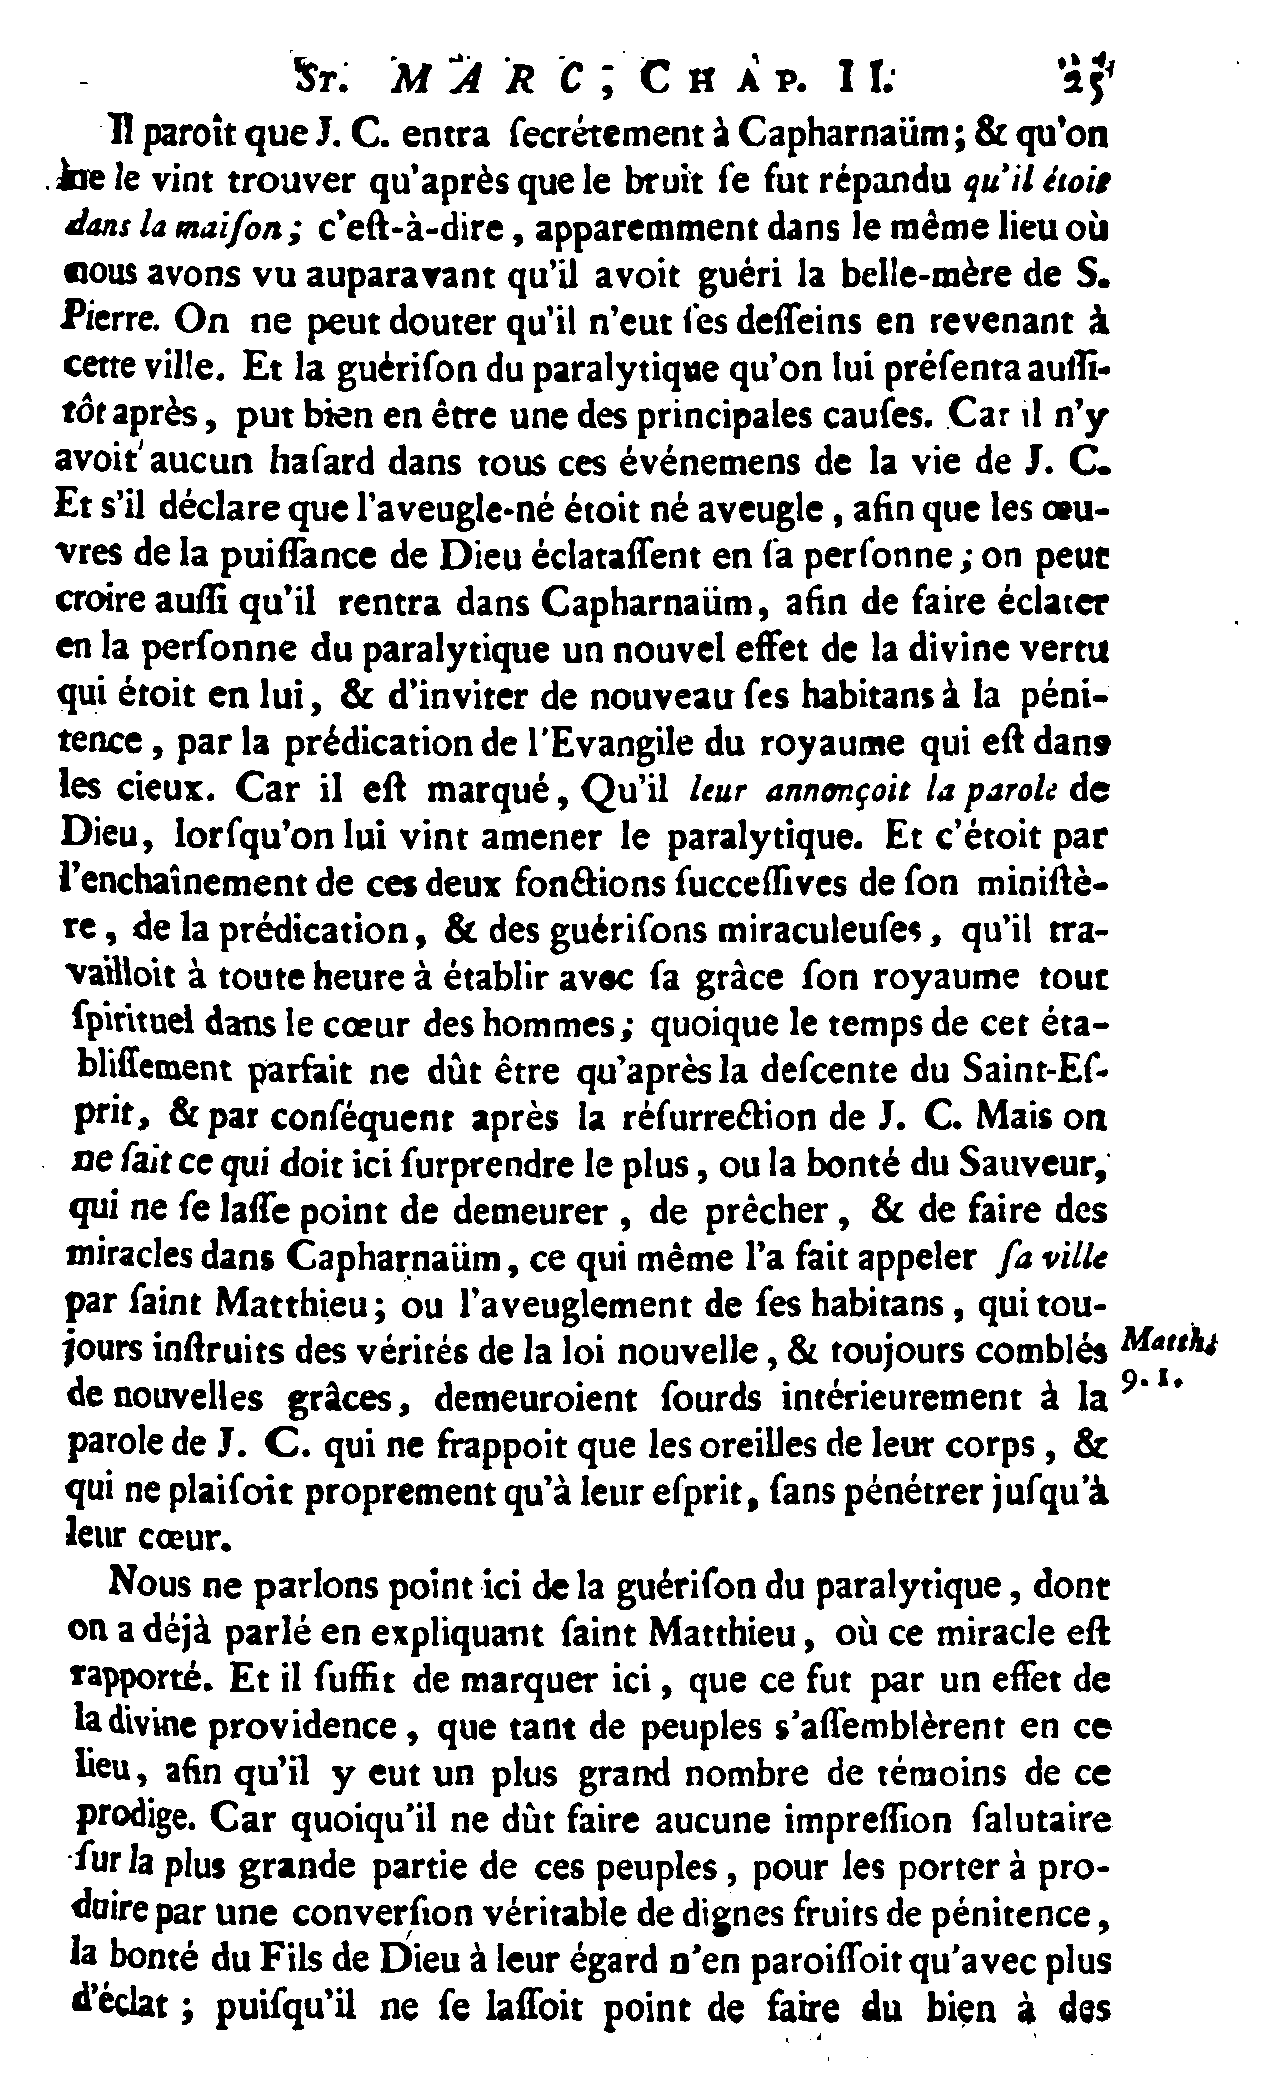 St. MARC, CHAP. II. 25
Il paroît que J. C. entra ſecrétement à Capharnaüm; & qu'on
ne le vint trouver qu'après que le bruit ſe fut répandu qu'il étoit
dans la maiſon; c'eſt-à-dire, apparemment dans le même lieu où
nous avons vu auparavant qu'il avoit guéri la belle-mère de S.
Pierre. On ne peut douter qu'il n'eut ſes deſſeins en revenant à
cette ville. Et la guériſon du paralytique qu'on lui préſenta auſſi-
tôt après, put bien en être une des principales cauſes. Car il n'y
avoit aucun haſard dans tous ces événemens de la vie de J. C.
Et s'il déclare que l'aveugle-né étoit né aveugle, afin que les œu-
vres de la puiſſance de Dieu éclataſſent en ſa perſonne; on peut
croire auſſi qu'il rentra dans Capharnaüm, afin de faire éclater
en la perſonne du paralytique un nouvel effet de la divine vertu
qui étoit en lui, & d'inviter de nouveau ſes habitans à la péni-
tence, par la prédication de l'Evangile du royaume qui eſt dans
les cieux. Car il eſt marqué, Qu'il leur annonçoit la parole de
Dieu, lorſqu'on lui vint amener le paralytique. Et c'étoit par
l'enchaînement de ces deux fonctions ſucceſſives de ſon miniſtè-
re, de la prédication, & des guériſons miraculeuſes, qu'il tra-
vailloit à toute heure à établir avec ſa grâce ſon royaume tout
ſpirituel dans le cœur des hommes; quoique le temps de cet éta-
bliſſement parfait ne dût être qu'après la deſcente du Saint-Eſ-
prit, & par conſéquent après la réſurrection de J. C. Mais on
ne ſait ce qui doit ici ſurprendre le plus, ou la bonté du Sauveur,
qui ne ſe laſſe point de demeurer, de prêcher, & de faire des
miracles dans Capharnaüm, ce qui même l'a fait appeler ſa ville
par ſaint Matthieu; ou l'aveuglement de ſes habitans, qui tou-
jours inſtruits des vérités de la loi nouvelle, & toujours comblés
Matth.
de nouvelles grâces, demeuroient ſourds intérieurement à la
9. 1.
parole de J. C. qui ne frappoit que les oreilles de leur corps, &
qui ne plaiſoit proprement qu'à leur eſprit, ſans pénétrer juſqu'à
leur cœur.
Nous ne parlons point ici de la guériſon du paralytique, dont
on a déjà parlé en expliquant ſaint Matthieu, où ce miracle eſt
rapporté. Et il ſuffit de marquer ici, que ce fut par un effet de
la divine providence, que tant de peuples s'aſſemblèrent en ce
lieu, afin qu'il y eut un plus grand nombre de témoins de ce
prodige. Car quoiqu'il ne dût faire aucune impreſſion ſalutaire
ſur la plus grande partie de ces peuples, pour les porter à pro-
duire par une converſion véritable de dignes fruits de pénitence,
la bonté du Fils de Dieu à leur égard n'en paroiſſoit qu'avec plus
d'éclat; puiſqu'il ne ſe laſſoit point de faire du bien à des